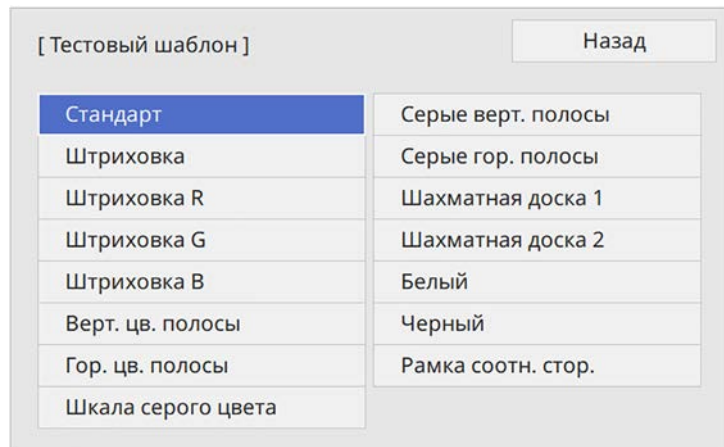 [ Тестовый шаблон ]
Назад
Стандарт
Штриховка
Штриховка R
Штриховка G
Штриховка B
Верт. цв. полосы
Гор. цв. полосы
Шкала серого цвета
Серые верт. полосы
Серые гор. полосы
Шахматная доска 1
Шахматная доска 2
Белый
Черный
Рамка соотн. стор.